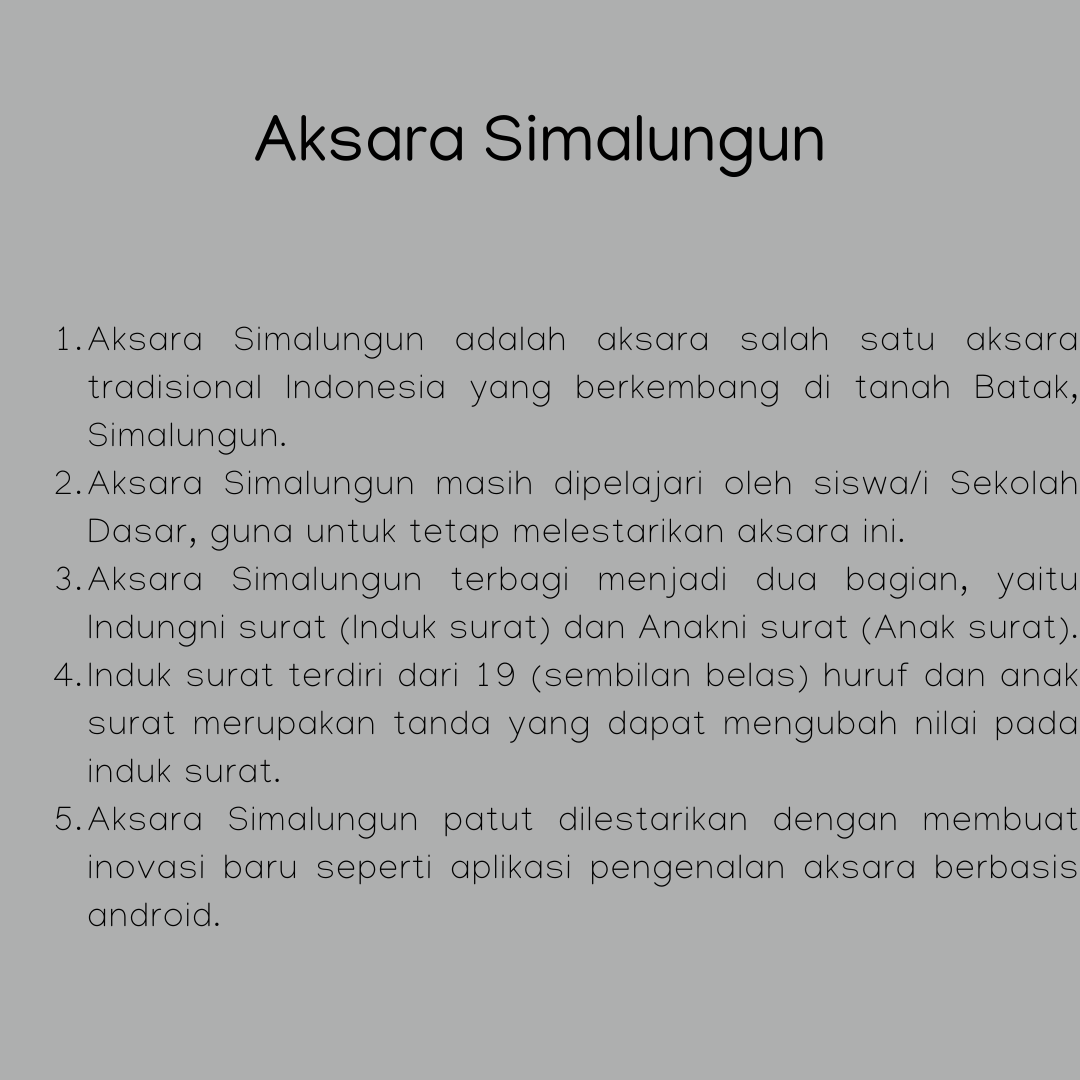 Aksara Simalungun
1. Aksara Simalungun adalah aksara salah satu aksara
tradisional Indonesia yang berkembang di tanah Batak,
Simalungun.
2. Aksara Simalungun masih dipelajari oleh siswa/i Sekolah
Dasar, guna untuk tetap melestarikan aksara ini.
3. Aksara Simalungun terbagi menjadi dua bagian, yaitu
Indungni surat (Induk surat) dan Anakni surat (Anak surat).
4. Induk surat terdiri dari 19 (sembilan belas) huruf dan anak
surat merupakan tanda yang dapat mengubah nilai pada
induk surat.
5. Aksara Simalungun patut dilestarikan dengan membuat
inovasi baru seperti aplikasi pengenalan aksara berbasis
android.